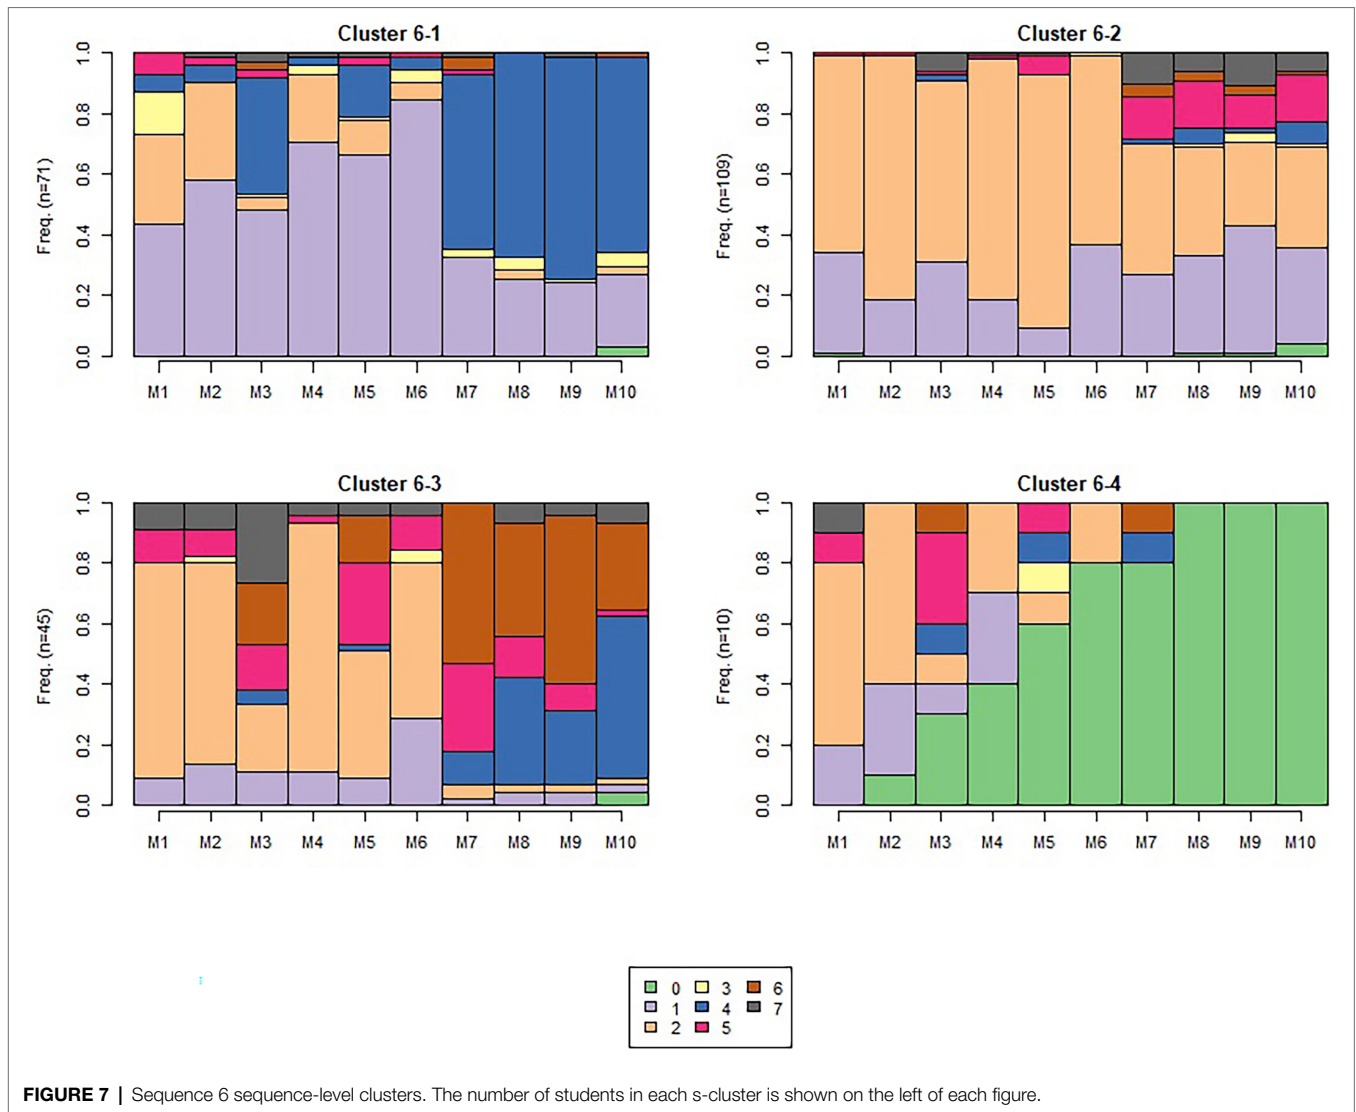 Cluster 6-1
Freq. (n=71)
1.0
0.8
0.6
0.4
0.2
0.0
M1 M2 M3 M4 M5 M6 M7 M8 M9 M10
Cluster 6-2
Freq. (n=109)
1.0
0.8
0.6
0.4
0.2
0.0
M1 M2 M3 M4 M5 M6 M7 M8 M9 M10
Cluster 6-3
Freq. (n=45)
1.0
0.8
0.6
0.4
0.2
0.0
M1 M2 M3 M4 M5 M6 M7 M8 M9 M10
Cluster 6-4
Freq. (n=10)
1.0
0.8
0.6
0.4
0.2
0.0
M1 M2 M3 M4 M5 M6 M7 M8 M9 M10
0 3 6
1 4 7
2 5
FIGURE 7 | Sequence 6 sequence-level clusters. The number of students in each s-cluster is shown on the left of each figure.